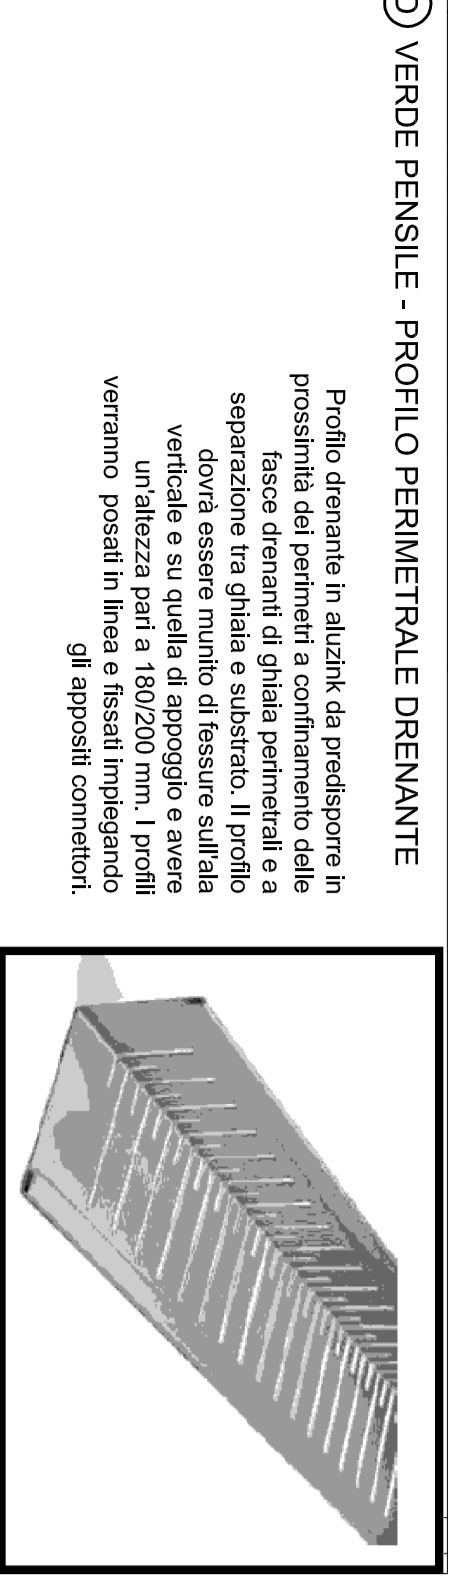 VERDE PENSILE - PROFILO PERIMETRALE DRENANTE
Profilo drenante in aluzink da predisporre in
prossimità dei perimetri a confinamento delle
fasce drenanti di ghiaia perimetrali e a
separazione tra ghiaia e substrato. Il profilo
dovrà essere munito di fessure sull'ala
verticale e su quella di appoggio e avere
un'altezza pari a 180/200 mm. I profili
verranno posati in linea e fissati impiegando
gli appositi connettori.